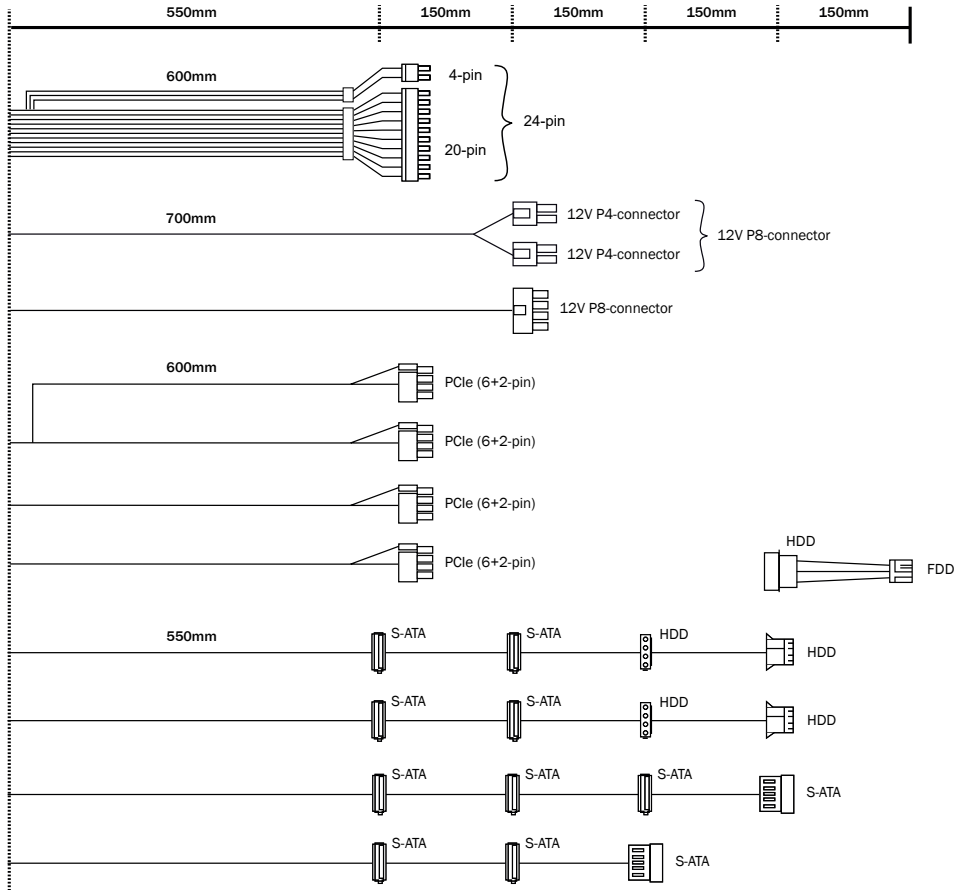 550mm 150mm 150mm 150mm 150mm
600mm
4-pin
24-pin
20-pin
700mm
12V P4-connector
12V P8-connector
12V P4-connector
12V P8-connector
600mm
PCIe (6+2-pin)
PCIe (6+2-pin)
PCIe (6+2-pin)
PCIe (6+2-pin)
HDD
FDD
550mm
S-ATA S-ATA HDD
HDD
S-ATA S-ATA HDD
HDD
S-ATA S-ATA S-ATA
S-ATA
S-ATA S-ATA
S-ATA